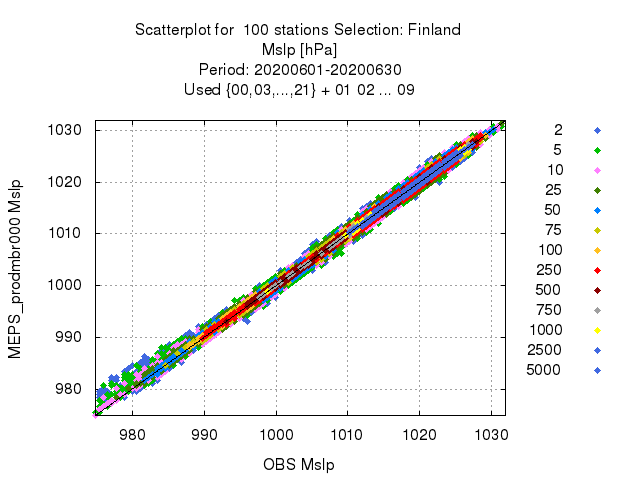 Scatterplot for 100 stations Selection: Finland
Mslp [hPa]
Period: 20200601-20200630
Used {00,03,...,21} + 01 02 ... 09
MEPS_prodmbr000 Mslp
1030
1020
1010
1000
990
980
980 990 1000 1010 1020 1030
OBS Mslp
2
5
10
25
50
75
100
250
500
750
1000
2500
5000